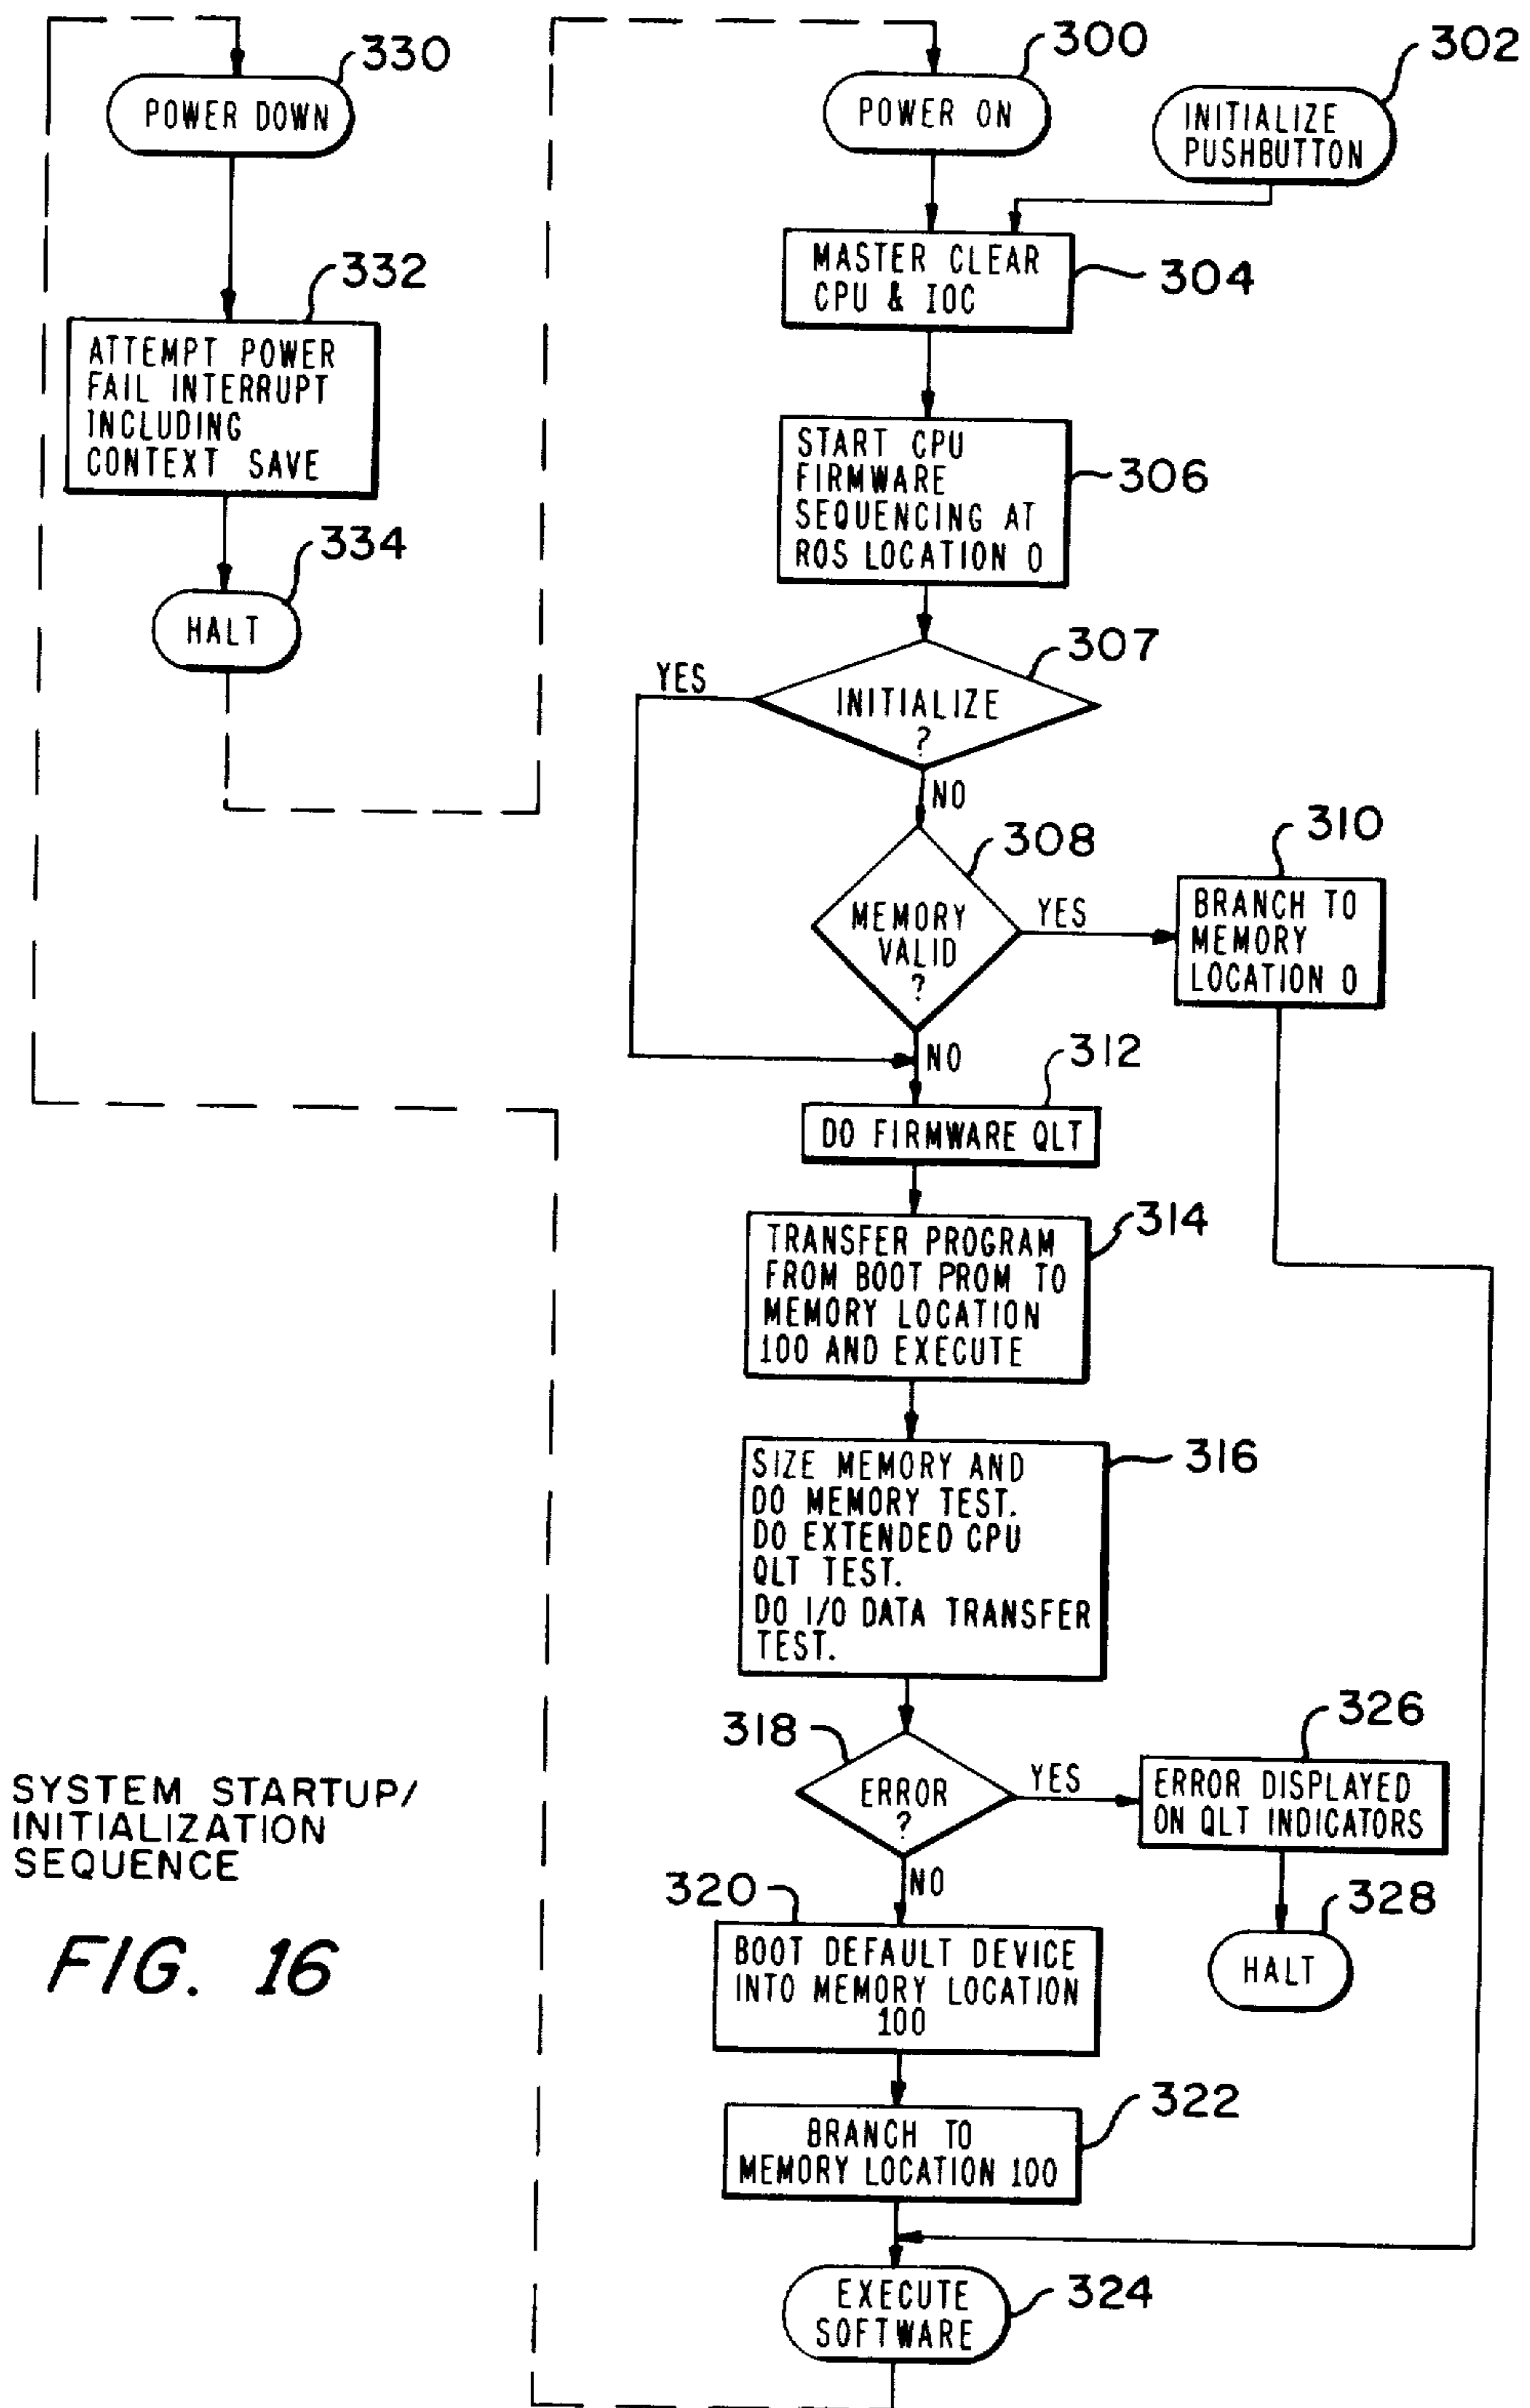 330
POWER DOWN
332
ATTEMPT POWER
FAIL INTERRUPT
INCLUDING
CONTEXT SAVE
334
HALT
300
POWER ON
302
INITIALIZE
PUSHBUTTON
MASTER CLEAR
CPU & IOC
304
START CPU
FIRMWARE
SEQUENCING AT
ROS LOCATION 0
306
307
YES
INITIALIZE
?
NO
308
MEMORY
VALID
?
YES
310
BRANCH TO
MEMORY
LOCATION 0
NO
312
DO FIRMWARE QLT
314
TRANSFER PROGRAM
FROM BOOT PROM TO
MEMORY LOCATION
100 AND EXECUTE
316
SIZE MEMORY AND
DO MEMORY TEST.
DO EXTENDED CPU
QLT TEST.
DO I/O DATA TRANSFER
TEST.
318
ERROR
?
YES
326
ERROR DISPLAYED
ON QLT INDICATORS
328
HALT
NO
320
BOOT DEFAULT DEVICE
INTO MEMORY LOCATION
100
322
BRANCH TO
MEMORY LOCATION 100
324
EXECUTE
SOFTWARE
SYSTEM STARTUP/
INITIALIZATION
SEQUENCE
FIG. 16